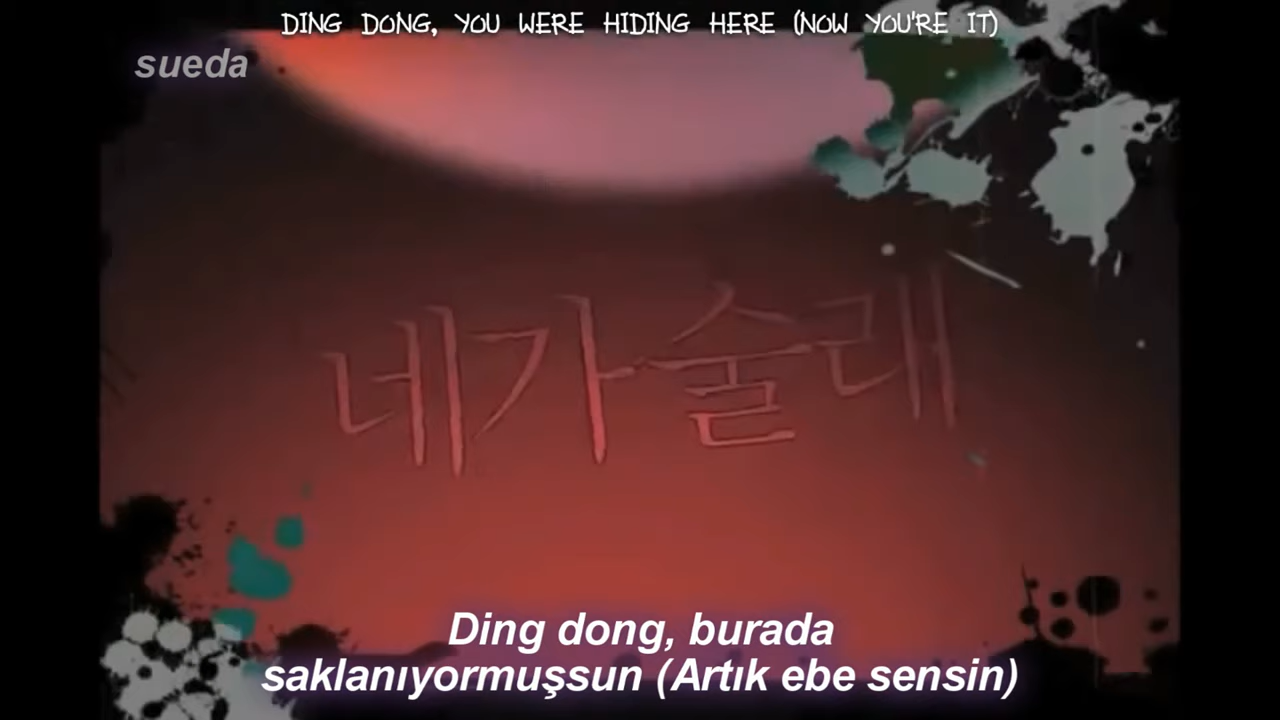 DING DONG, YOU WERE HIDING HERE (NOW YOU'RE IT)
sueda
네가 술래
Ding dong, burada
saklanıyormuşsun (Artık ebe sensin)